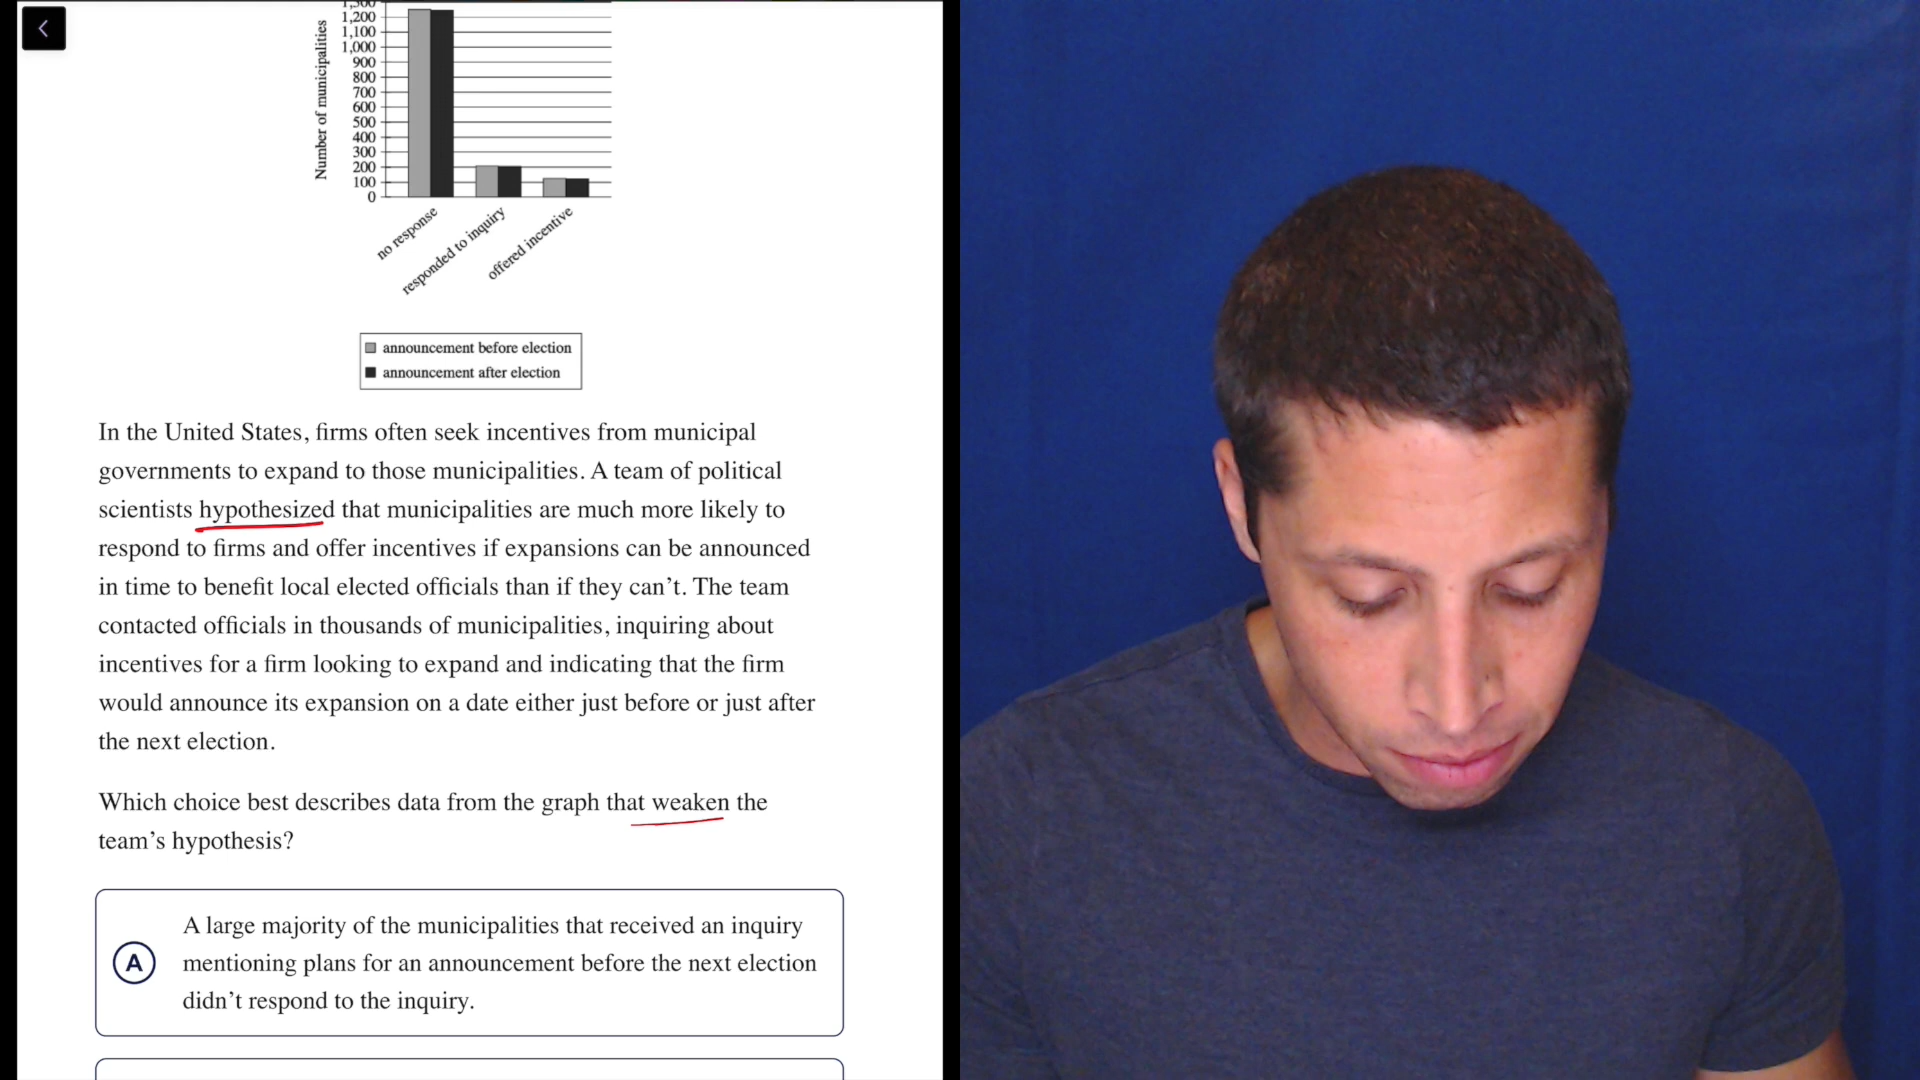 1,300
1,200
1,100
1,000
900
800
700
600
500
400
300
200
100
0
Number of municipalities
no response
responded to inquiry
offered incentive
announcement before election
announcement after election
In the United States, firms often seek incentives from municipal
governments to expand to those municipalities. A team of political
scientists hypothesized that municipalities are much more likely to
respond to firms and offer incentives if expansions can be announced
in time to benefit local elected officials than if they can’t. The team
contacted officials in thousands of municipalities, inquiring about
incentives for a firm looking to expand and indicating that the firm
would announce its expansion on a date either just before or just after
the next election.
Which choice best describes data from the graph that weaken the
team’s hypothesis?
A
A large majority of the municipalities that received an inquiry
mentioning plans for an announcement before the next election
didn’t respond to the inquiry.